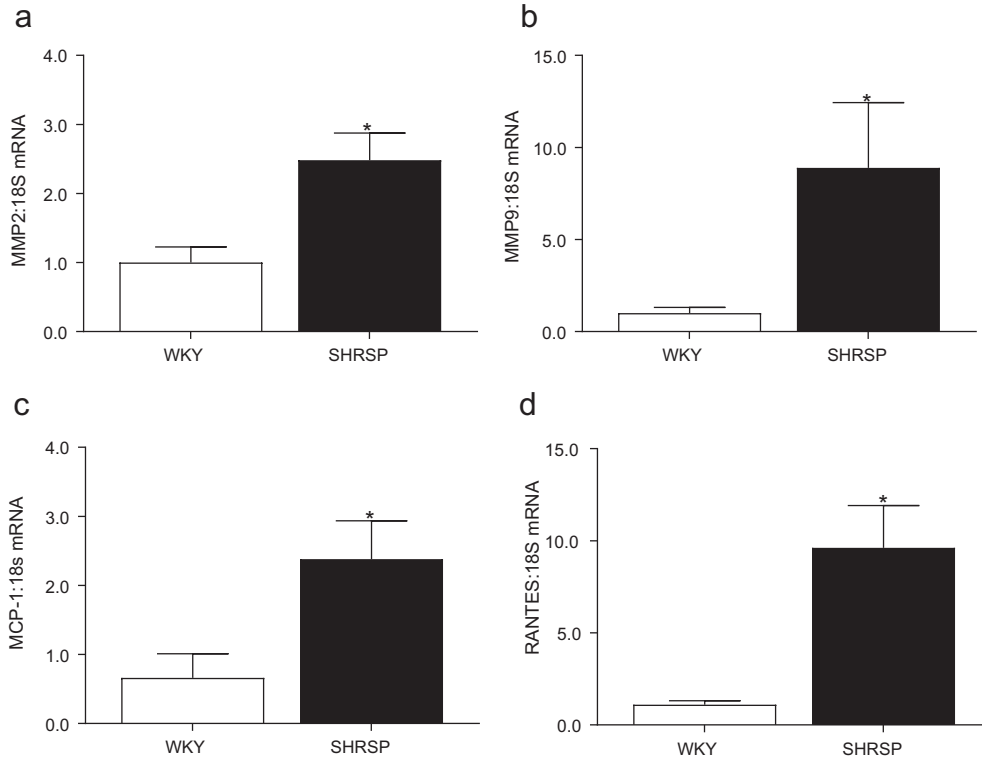 a
4.0
3.0
2.0
1.0
0.0
MMP2:18S mRNA
*
WKY SHRSP
b
15.0
10.0
5.0
0.0
MMP9:18S mRNA
*
WKY SHRSP
c
4.0
3.0
2.0
1.0
0.0
MCP-1:18s mRNA
*
WKY SHRSP
d
15.0
10.0
5.0
0.0
RANTES:18S mRNA
*
WKY SHRSP